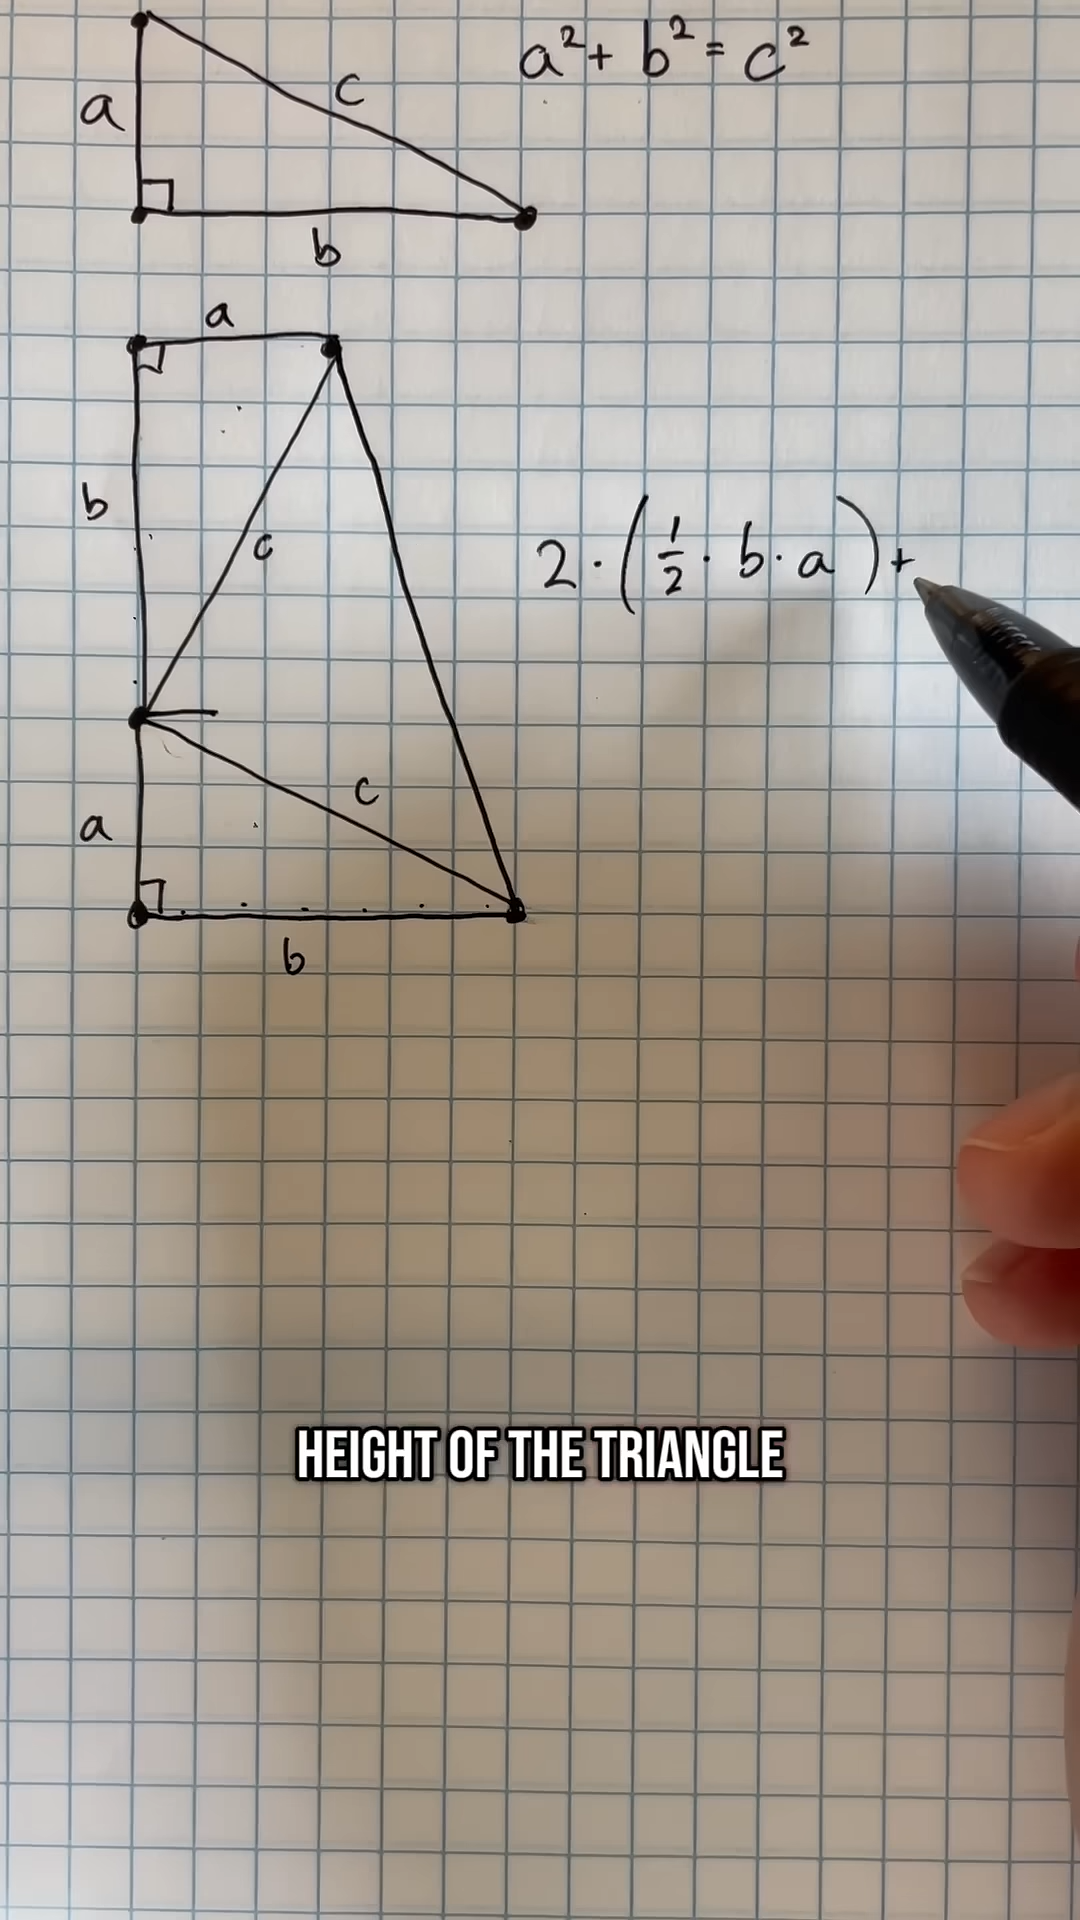 a² + b² = c²
a
c
b
a
b
c
2 · (1/2 · b · a) +
c
a
b
HEIGHT OF THE TRIANGLE